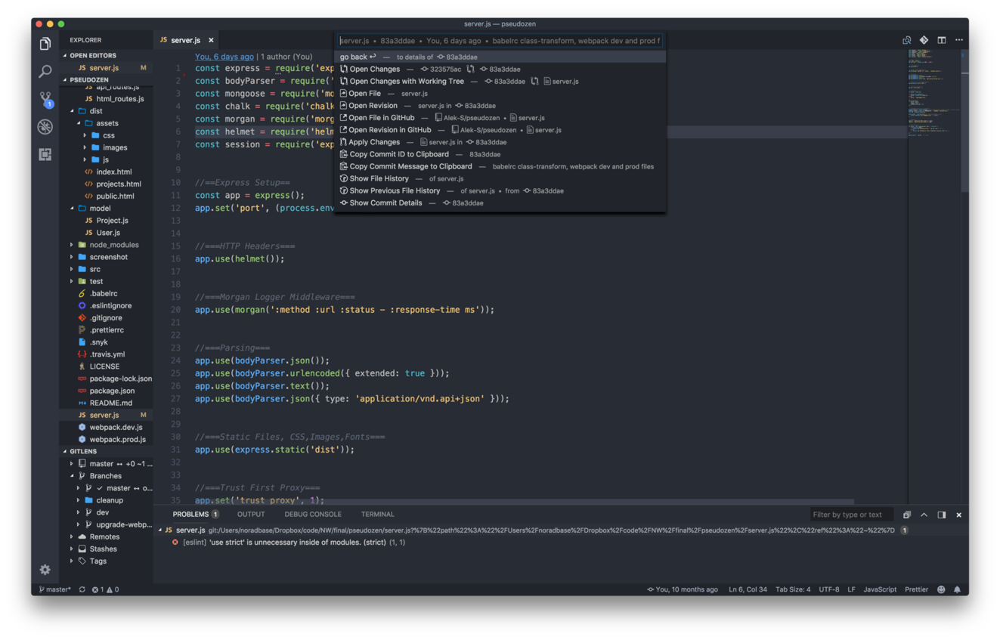 server.js — pseudozen
EXPLORER
OPEN EDITORS
JS server.js M
PSEUDOZEN
api_routes.js
html_routes.js
dist
assets
css
images
js
index.html
projects.html
public.html
model
JS Project.js
JS User.js
node_modules
screenshot
src
test
.babelrc
.eslintignore
.gitignore
.prettierrc
.snyk
{..} .travis.yml
LICENSE
package-lock.json
package.json
README.md
JS server.js M
webpack.dev.js
webpack.prod.js
GITLENS
master ↔ +0 ~1 ...
Branches
✓ master ↔ o...
cleanup
dev
upgrade-webp...
Remotes
Stashes
Tags
1
JS server.js ×
server.js • 83a3ddae • You, 6 days ago • babelrc class-transform, webpack dev and prod f
go back ↩ — to details of 83a3ddae
Open Changes — 323575ac 83a3ddae
Open Changes with Working Tree — 83a3ddae server.js
Open File — server.js
Open Revision — server.js in 83a3ddae
Open File in GitHub — Alek-S/pseudozen • server.js
Open Revision in GitHub — Alek-S/pseudozen • server.js
Apply Changes — server.js in 83a3ddae
Copy Commit ID to Clipboard — 83a3ddae
Copy Commit Message to Clipboard — babelrc class-transform, webpack dev and prod files
Show File History — of server.js
Show Previous File History — of server.js • from 83a3ddae
Show Commit Details — 83a3ddae
You, 6 days ago | 1 author (You)
1 const express = require('exp
2 const bodyParser = require('
3 const mongoose = require('mo
4 const chalk = require('chalk
5 const morgan = require('morg
6 const helmet = require('helm
7 const session = require('exp
8
9
10 //==Express Setup==
11 const app = express();
12 app.set('port', (process.env
13
14
15 //===HTTP Headers===
16 app.use(helmet());
17
18
19 //===Morgan Logger Middleware===
20 app.use(morgan(':method :url :status - :response-time ms'));
21
22
23 //===Parsing===
24 app.use(bodyParser.json());
25 app.use(bodyParser.urlencoded({ extended: true }));
26 app.use(bodyParser.text());
27 app.use(bodyParser.json({ type: 'application/vnd.api+json' }));
28
29
30 //===Static Files, CSS,Images,Fonts===
31 app.use(express.static('dist'));
32
33
34 //===Trust First Proxy===
35 app.set('trust proxy', 1);
PROBLEMS 1 OUTPUT DEBUG CONSOLE TERMINAL Filter by type or text
JS server.js git:/Users/noradbase/Dropbox/code/NW/final/pseudozen/server.js?%7B%22path%22%3A%22%2FUsers%2Fnoradbase%2FDropbox%2Fcode%2FNW%2Ffinal%2Fpseudozen%2Fserver.js%22%2C%22ref%22%3A%22~%22%7D 1
[eslint] 'use strict' is unnecessary inside of modules. (strict) (1, 1)
master* 1 0 You, 10 months ago Ln 6, Col 34 Tab Size: 4 UTF-8 LF JavaScript Prettier